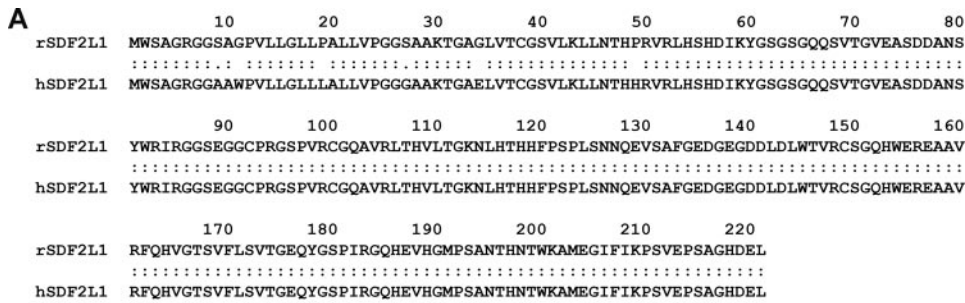 A
10 20 30 40 50 60 70 80
rSDF2L1 MWSAGRGGSAGPVLLGLLPALLVPGGSAAKTGAGLVTCGSVLKLLNTHPRVRLHSHDIKYGSGSGQQSVTGVEASDDANS
::::::::.: ::::::: :::::::.:::::: :::::::::::::: :::::::::::::::::::::::::::::::
hSDF2L1 MWSAGRGGAAWPVLLGLLLALLVPGGGAAKTGAELVTCGSVLKLLNTHHRVRLHSHDIKYGSGSGQQSVTGVEASDDANS
90 100 110 120 130 140 150 160
rSDF2L1 YWRIRGGSEGGCPRGSPVRCGQAVRLTHVLTGKNLHTHHFPSPLSNNQEVSAFGEDGEGDDLDLWTVRCSGQHWEREAAV
::::::::::::::::::::::::::::::::::::::::::::::::::::::::::::::::::::::::::::::::
hSDF2L1 YWRIRGGSEGGCPRGSPVRCGQAVRLTHVLTGKNLHTHHFPSPLSNNQEVSAFGEDGEGDDLDLWTVRCSGQHWEREAAV
170 180 190 200 210 220
rSDF2L1 RFQHVGTSVFLSVTGEQYGSPIRGQHEVHGMPSANTHNTWKAMEGIFIKPSVEPSAGHDEL
:::::::::::::::::::::::::::::::::::::::::::::::::::::::::::::
hSDF2L1 RFQHVGTSVFLSVTGEQYGSPIRGQHEVHGMPSANTHNTWKAMEGIFIKPSVEPSAGHDEL